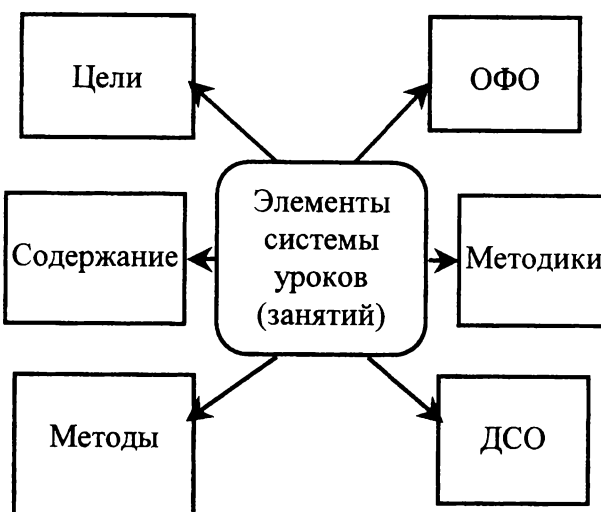 Цели
ОФО
Элементы
системы
уроков
(занятий)
Содержание
Методики
Методы
ДСО